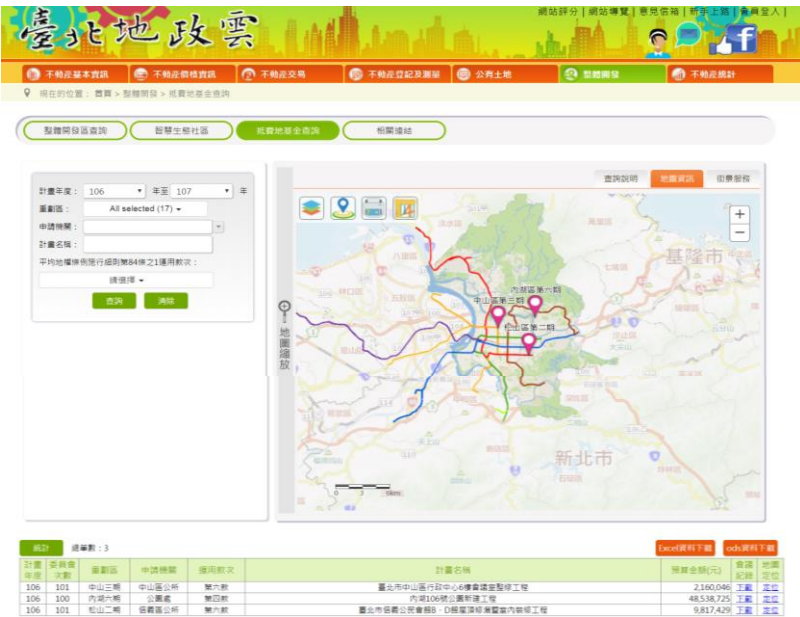 臺北地政雲
網站評分 | 網站導覽 | 意見信箱 | 新手上路 | 會員登入 |
不動產基本資訊 不動產價格資訊 不動產交易 不動產登記及測量 公有土地 整體開發 不動產統計
現在的位置： 首頁 > 整體開發 > 抵費地基金查詢
整體開發區查詢 智慧生態社區 抵費地基金查詢 相關連結
查詢說明 地圖資訊 街景服務
計畫年度： 106 年至 107 年
重劃區： All selected (17)
申請機關：
計畫名稱：
平均地權條例施行細則第84條之1運用款次：
請選擇
查詢 清除
地圖縮放
+
−
基隆市
內湖區第六期
中山區第三期
松山區第二期
新北市
0 3 6km
統計 總筆數：3
Excel資料下載 ods資料下載
計畫年度 委員會次數 重劃區 申請機關 運用款次 計畫名稱 預算金額(元) 會議紀錄 地圖定位
106 101 中山三期 中山區公所 第六款 臺北市中山區行政中心6樓會議室整修工程 2,160,046 下載 定位
106 100 內湖六期 公園處 第四款 內湖106號公園新建工程 48,538,725 下載 定位
106 101 松山二期 信義區公所 第六款 臺北市信義公民會館B、D館屋頂修漏暨室內裝修工程 9,817,429 下載 定位